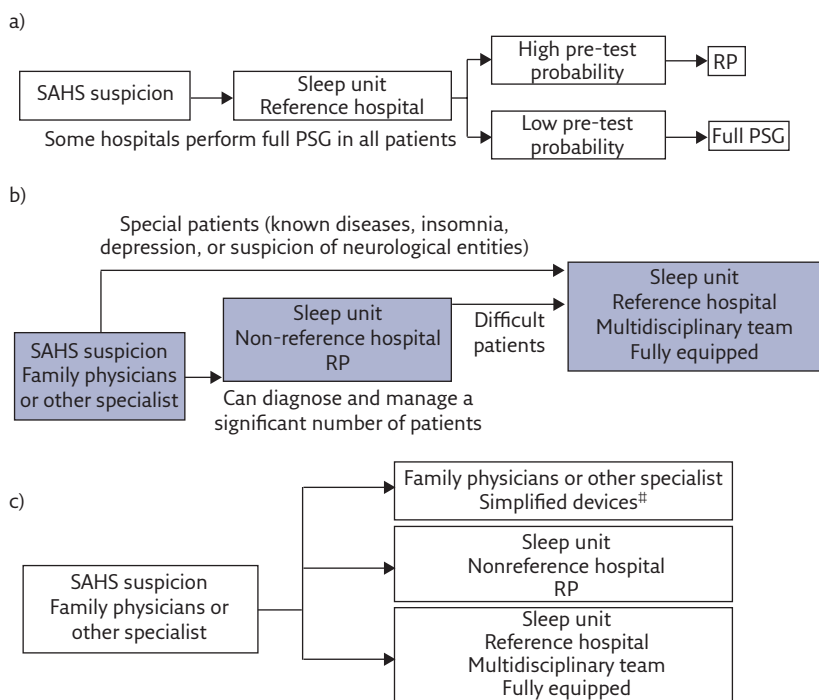 a)
SAHS suspicion
Sleep unit
Reference hospital
High pre-test
probability
RP
Low pre-test
probability
Full PSG
Some hospitals perform full PSG in all patients
b)
Special patients (known diseases, insomnia,
depression, or suspicion of neurological entities)
SAHS suspicion
Family physicians
or other specialist
Sleep unit
Non-reference hospital
RP
Can diagnose and manage a
significant number of patients
Difficult
patients
Sleep unit
Reference hospital
Multidisciplinary team
Fully equipped
c)
SAHS suspicion
Family physicians or
other specialist
Family physicians or other specialist
Simplified devices#
Sleep unit
Nonreference hospital
RP
Sleep unit
Reference hospital
Multidisciplinary team
Fully equipped